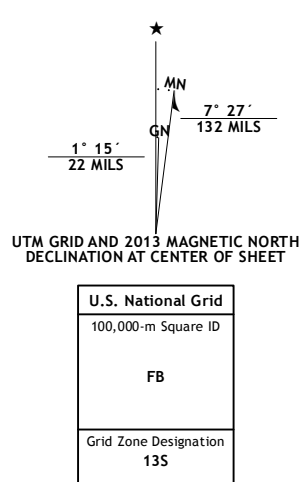 ★
MN
GN
7° 27´
132 MILS
1° 15´
22 MILS
UTM GRID AND 2013 MAGNETIC NORTH
DECLINATION AT CENTER OF SHEET
U.S. National Grid
100,000-m Square ID
FB
Grid Zone Designation
13S